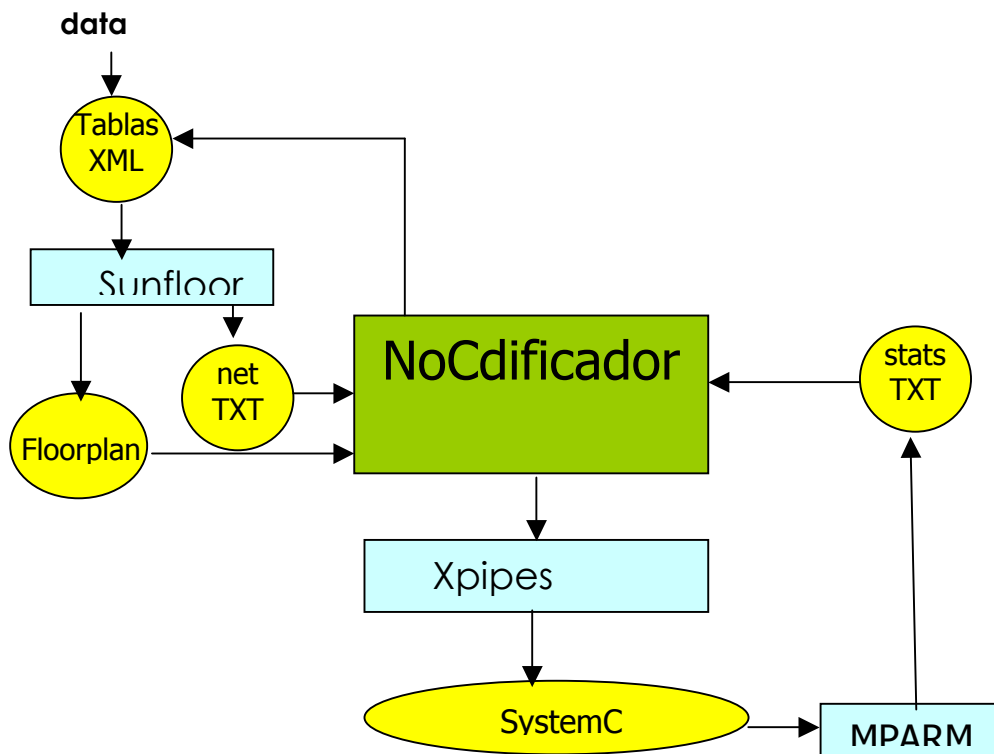 data
Tablas
XML
Sunfloor
net
TXT
Floorplan
NoCdificador
stats
TXT
Xpipes
SystemC
MPARM